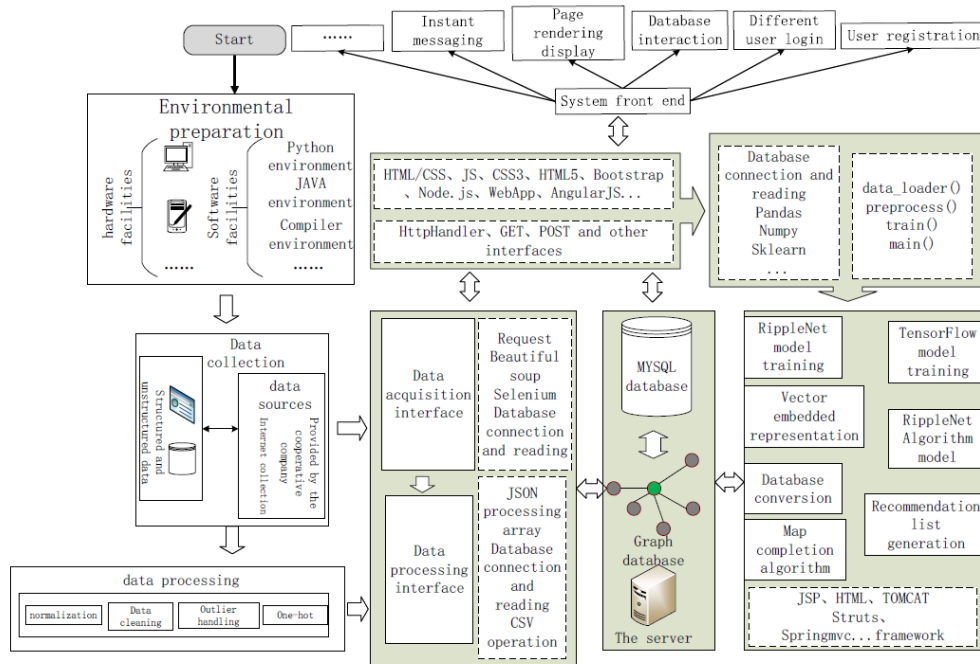 Start
……
Instant
messaging
Page
rendering
display
Database
interaction
Different
user login
User registration
System front end
Environmental
preparation
hardware
facilities
Software
facilities
Python
environment
JAVA
environment
Compiler
environment
……
……
HTML/CSS、JS、CSS3、HTML5、Bootstrap
、Node.js、WebApp、AngularJS...
HttpHandler、GET、POST and other
interfaces
Database
connection and
reading
Pandas
Numpy
Sklearn
...
data_loader()
preprocess()
train()
main()
Data
collection
Structured and
unstructured data
data
sources
Provided by the
cooperative
company
Internet collection
Data
acquisition
interface
Request
Beautiful
soup
Selenium
Database
connection
and reading
MYSQL
database
RippleNet
model
training
TensorFlow
model
training
Vector
embedded
representation
RippleNet
Algorithm
model
Database
conversion
Recommendation
list
generation
Map
completion
algorithm
Data
processing
interface
JSON
processing
array
Database
connection
and
reading
CSV
operation
Graph
database
The server
JSP、HTML、TOMCAT
Struts、
Springmvc...framework
data processing
normalization
Data
cleaning
Outlier
handling
One-hot